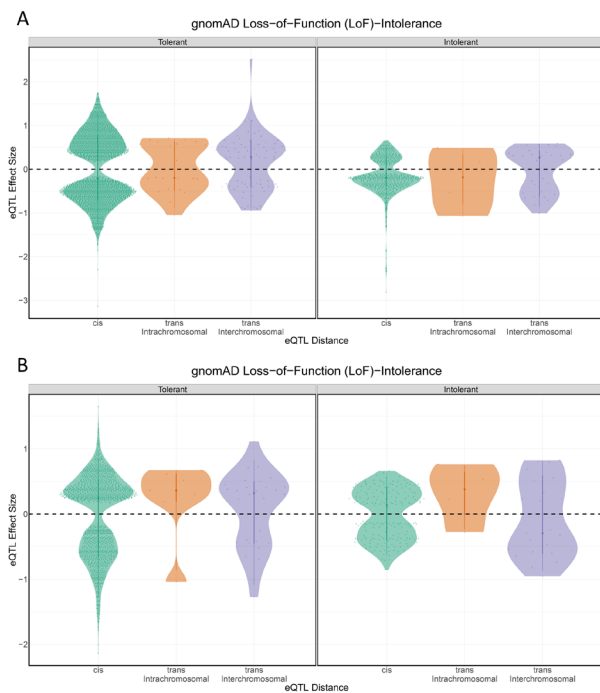 A
gnomAD Loss-of-Function (LoF)-Intolerance
Tolerant
Intolerant
eQTL Effect Size
2
1
0
-1
-2
-3
cis
trans
Intrachromosomal
trans
Interchromosomal
cis
trans
Intrachromosomal
trans
Interchromosomal
eQTL Distance
B
gnomAD Loss-of-Function (LoF)-Intolerance
Tolerant
Intolerant
eQTL Effect Size
1
0
-1
-2
cis
trans
Intrachromosomal
trans
Interchromosomal
cis
trans
Intrachromosomal
trans
Interchromosomal
eQTL Distance